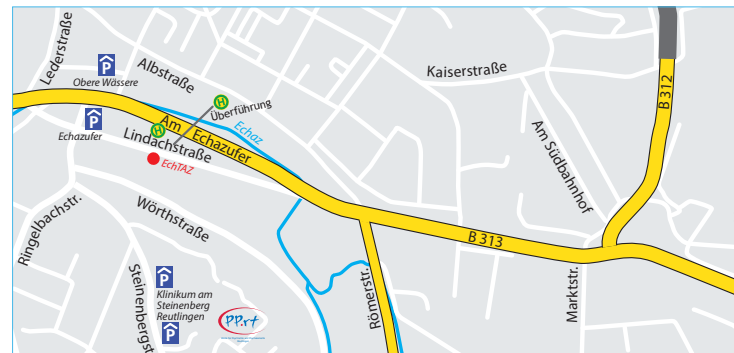 Lederstraße
P
Obere Wässere
Albstraße
Kaiserstraße
B 312
H
Überführung
P
Echazufer
H
Am Echazufer
Echaz
Lindachstraße
EchTAZ
Am Südbahnhof
Ringelbachstr.
Wörthstraße
B 313
Steinenbergst
P
Klinikum am
Steinenberg
Reutlingen
P
PP.rt
Römerstr.
Marktstr.